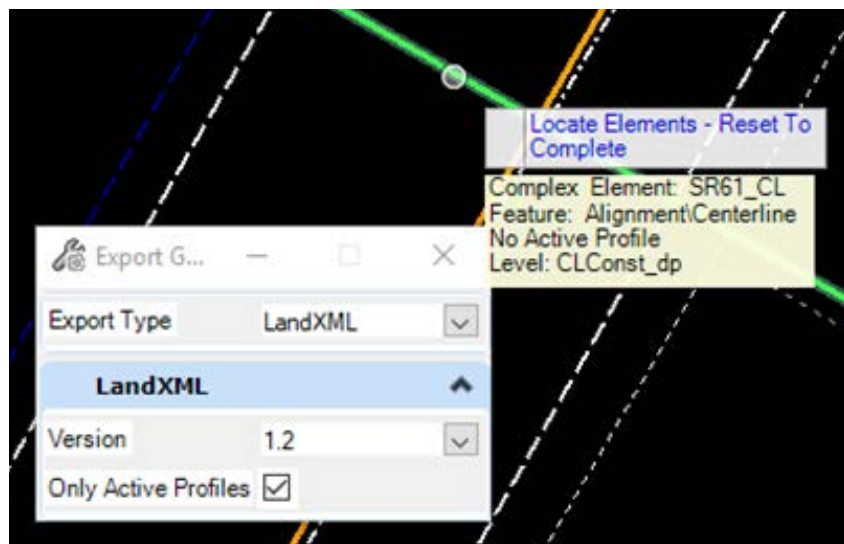 Locate Elements - Reset To
Complete
Complex Element: SR61_CL
Feature: Alignment\Centerline
No Active Profile
Level: CLConst_dp
Export G...
Export Type LandXML
LandXML
Version 1.2
Only Active Profiles